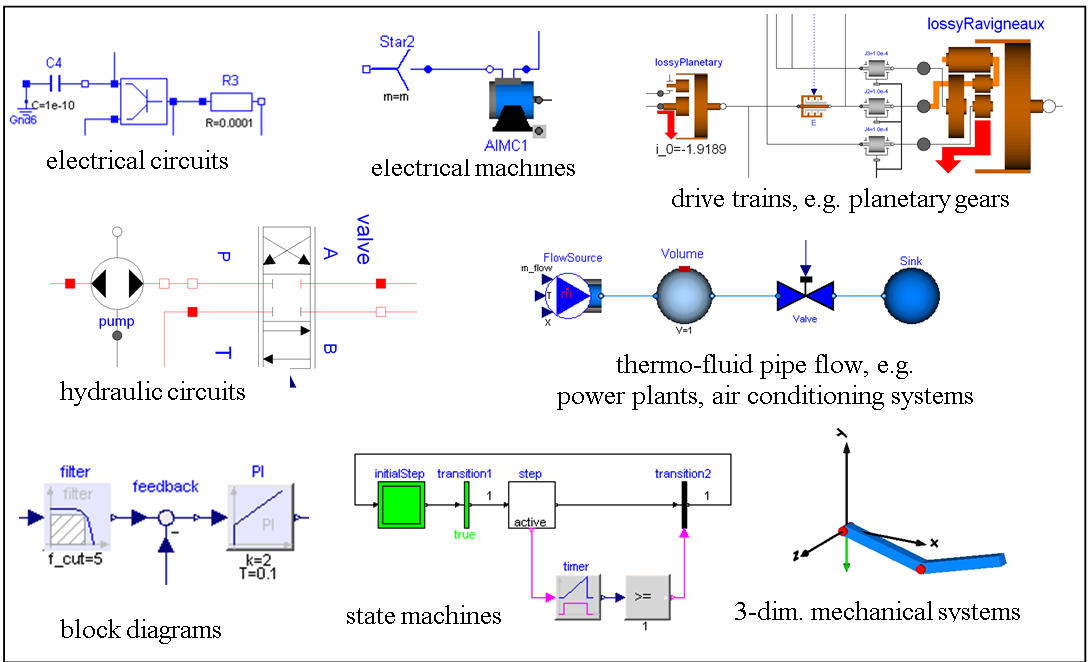 C4
C=1e-10
Gnd6
R3
R=0.0001
electrical circuits
Star2
m=m
AIMC1
electrical machines
lossyPlanetary
i_0=-1.9189
E
J3=1.0e-4
J2=1.0e-4
J4=1.0e-4
lossyRavigneaux
drive trains, e.g. planetary gears
pump
P
T
A
B
valve
hydraulic circuits
m_flow
T
X
FlowSource
m
Volume
V=1
Valve
Sink
thermo-fluid pipe flow, e.g.
power plants, air conditioning systems
filter
filter
f_cut=5
feedback
PI
PI
k=2
T=0.1
block diagrams
initialStep
transition1
1
true
step
active
transition2
1
timer
>=
1
state machines
y
x
z
3-dim. mechanical systems